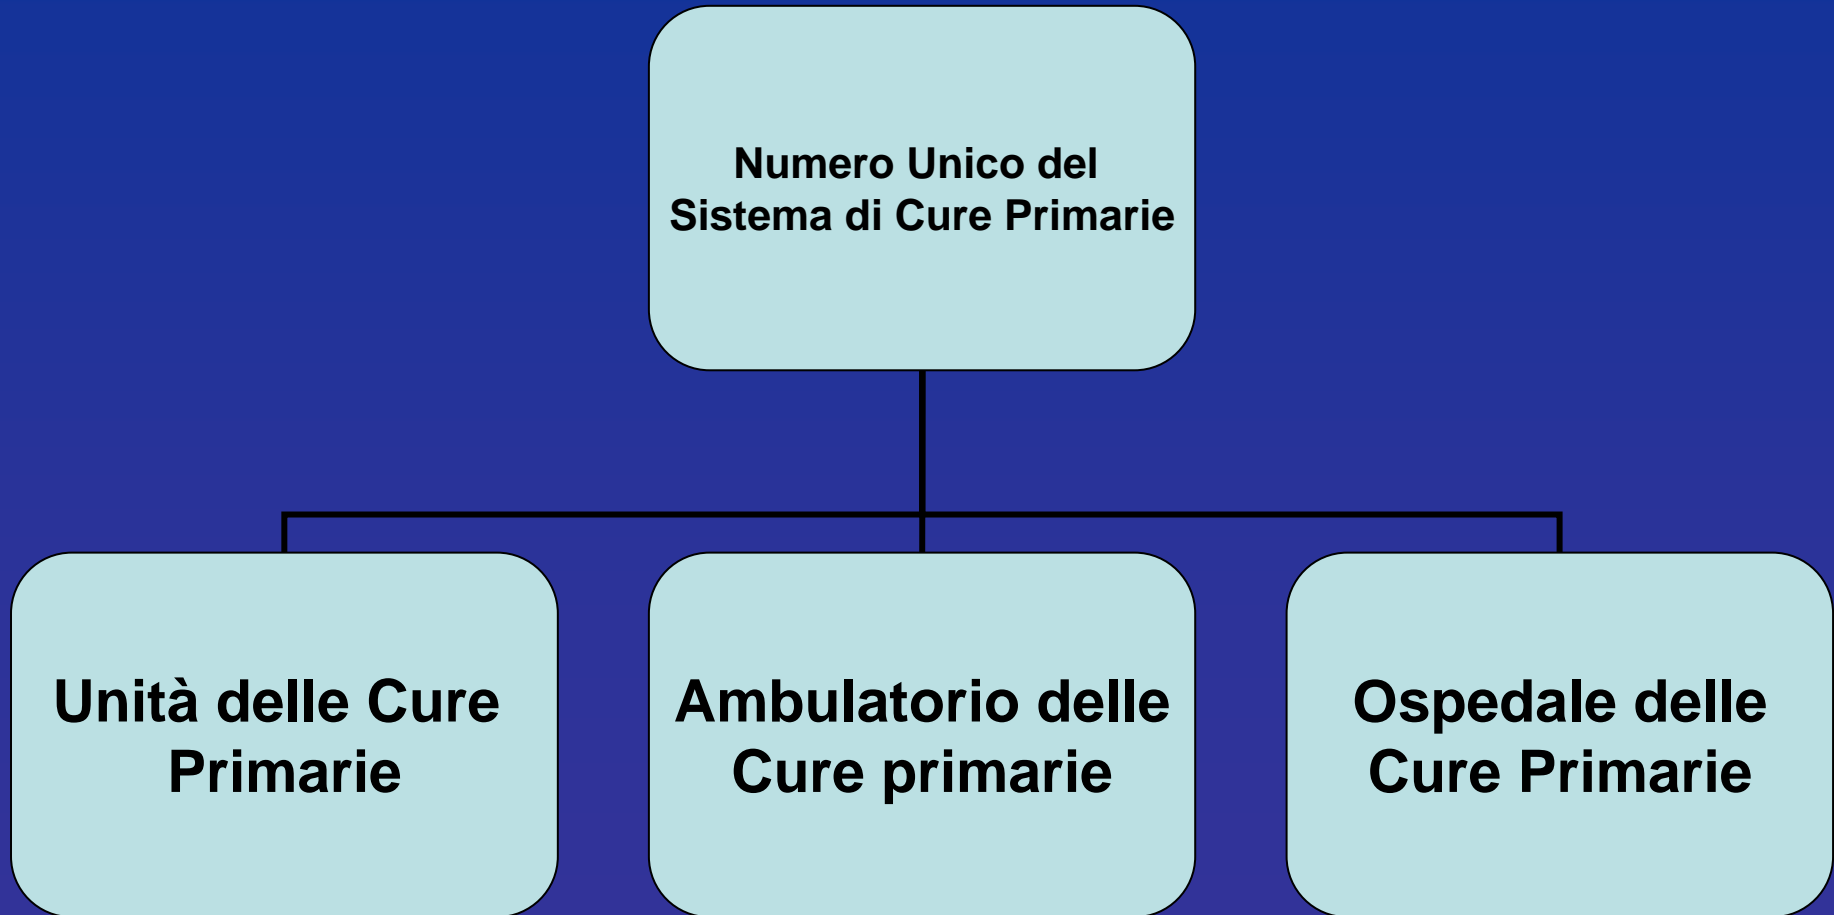 Numero Unico del
Sistema di Cure Primarie
Unità delle Cure
Primarie
Ambulatorio delle
Cure primarie
Ospedale delle
Cure Primarie